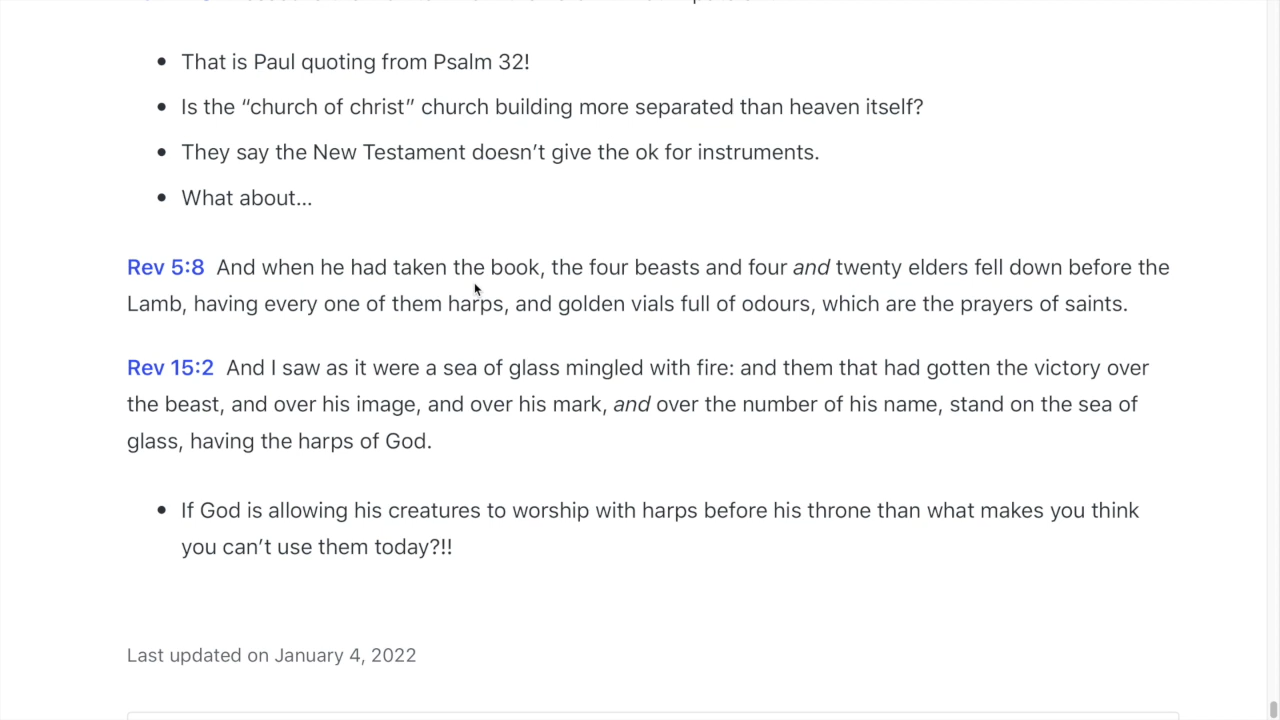 That is Paul quoting from Psalm 32!
Is the “church of christ” church building more separated than heaven itself?
They say the New Testament doesn’t give the ok for instruments.
What about…
Rev 5:8 And when he had taken the book, the four beasts and four and twenty elders fell down before the
Lamb, having every one of them harps, and golden vials full of odours, which are the prayers of saints.
Rev 15:2 And I saw as it were a sea of glass mingled with fire: and them that had gotten the victory over
the beast, and over his image, and over his mark, and over the number of his name, stand on the sea of
glass, having the harps of God.
If God is allowing his creatures to worship with harps before his throne than what makes you think
you can’t use them today?!!
Last updated on January 4, 2022